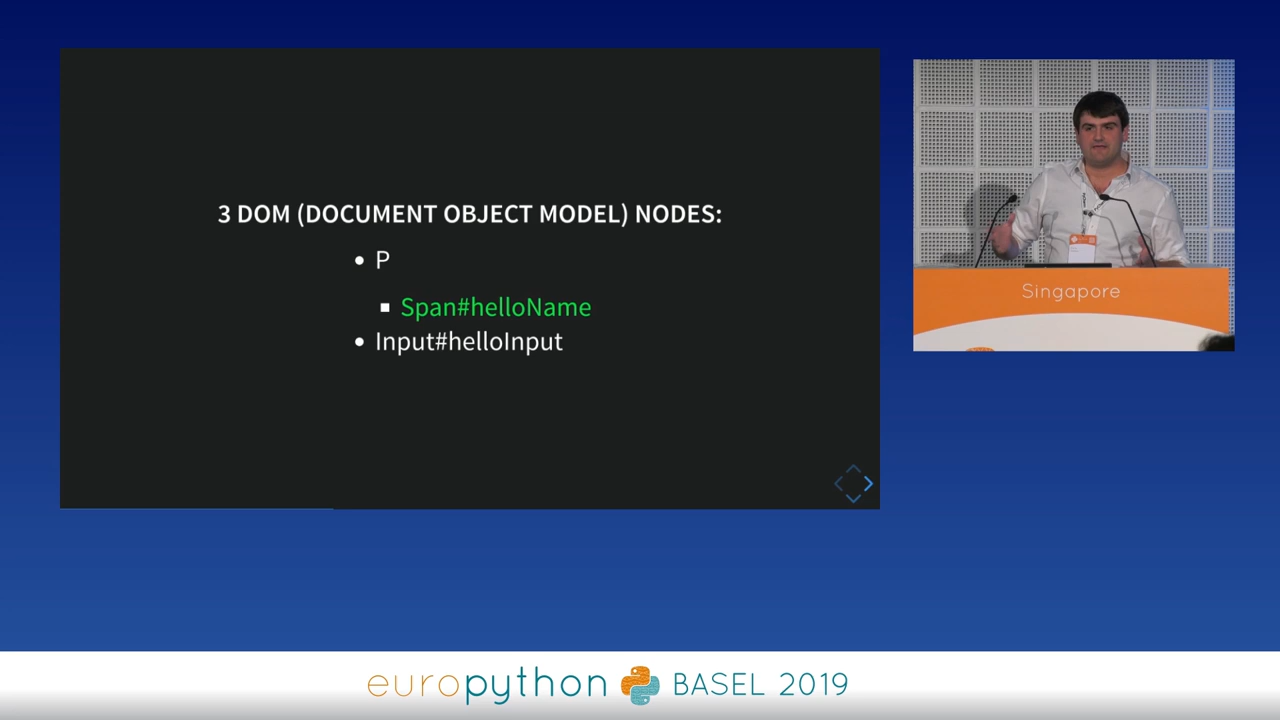 3 DOM (DOCUMENT OBJECT MODEL) NODES:
P
Span#helloName
Input#helloInput
Singapore
europython BASEL 2019